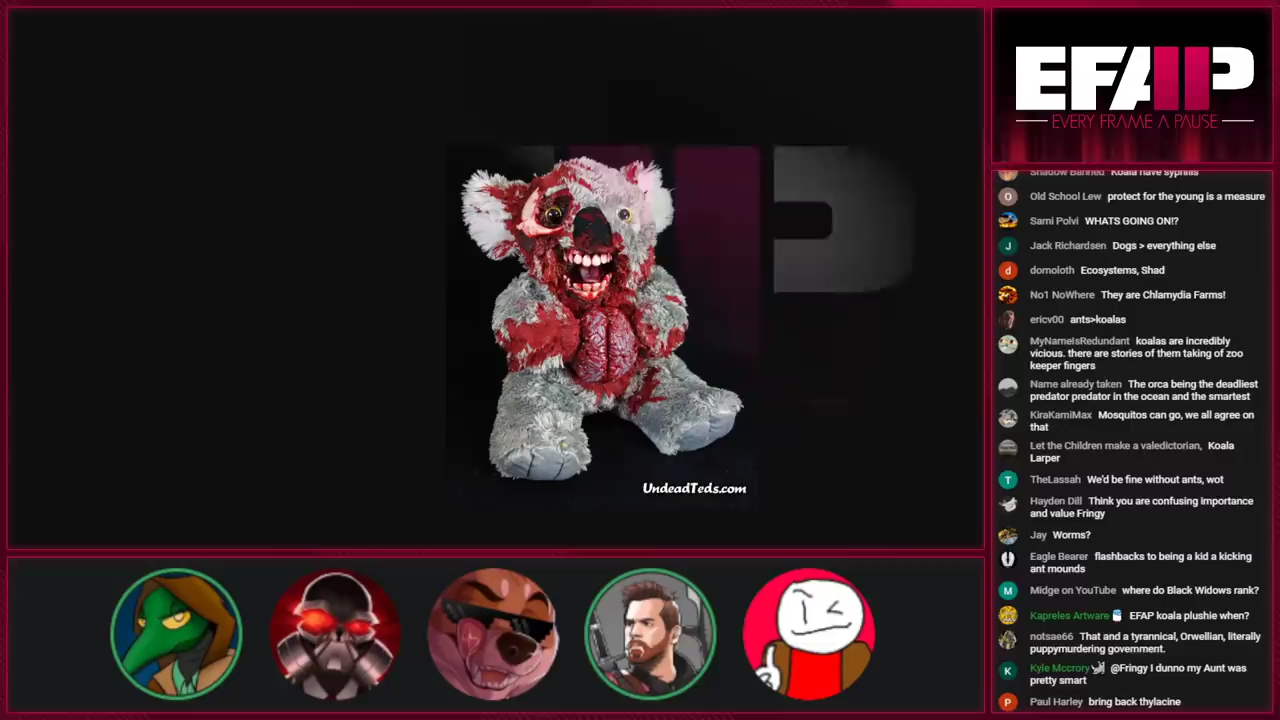 EFAP
EVERY FRAME A PAUSE
UndeadTeds.com
Shadow Banned Koala have syphilis
Old School Lew protect for the young is a measure
Sami Polvi WHATS GOING ON!?
Jack Richardsen Dogs > everything else
domoloth Ecosystems, Shad
No1 NoWhere They are Chlamydia Farms!
ericv00 ants>koalas
MyNameIsRedundant koalas are incredibly
vicious. there are stories of them taking of zoo
keeper fingers
Name already taken The orca being the deadliest
predator predator in the ocean and the smartest
KiraKamiMax Mosquitos can go, we all agree on
that
Let the Children make a valedictorian, Koala
Larper
TheLassah We'd be fine without ants, wot
Hayden Dill Think you are confusing importance
and value Fringy
Jay Worms?
Eagle Bearer flashbacks to being a kid a kicking
ant mounds
Midge on YouTube where do Black Widows rank?
Kapreles Artware EFAP koala plushie when?
notsae66 That and a tyrannical, Orwellian, literally
puppymurdering government.
Kyle Mccrory @Fringy I dunno my Aunt was
pretty smart
Paul Harley bring back thylacine